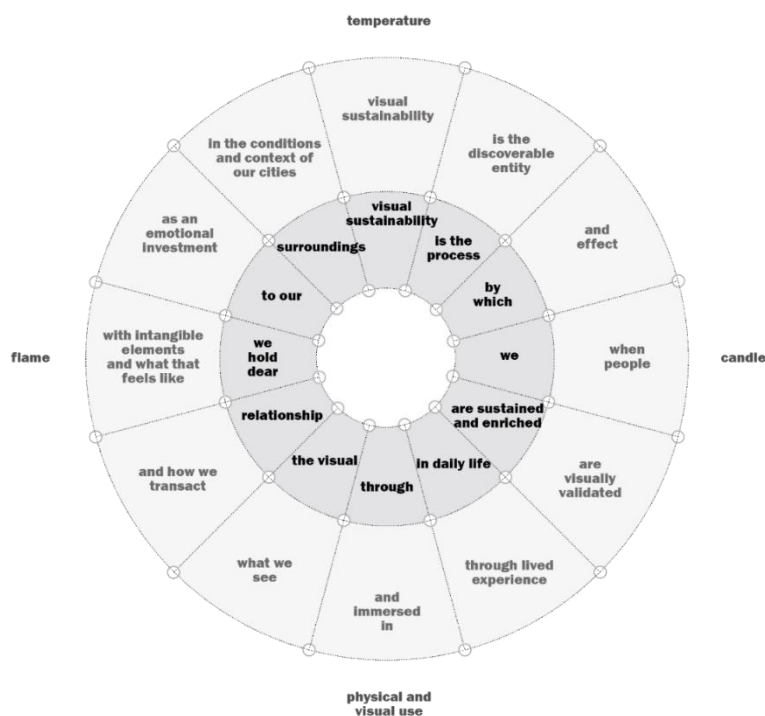 temperature
visual
sustainability
is the
discoverable
entity
and
effect
when
people
are
visually
validated
through lived
experience
and
immersed
in
what we
see
and how we
transact
with intangible
elements
and what that
feels like
as an
emotional
investment
in the conditions
and context of
our cities
visual
sustainability
is the
process
by
which
we
are sustained
and enriched
in daily life
through
the visual
relationship
we
hold
dear
to our
surroundings
flame
candle
physical and
visual use